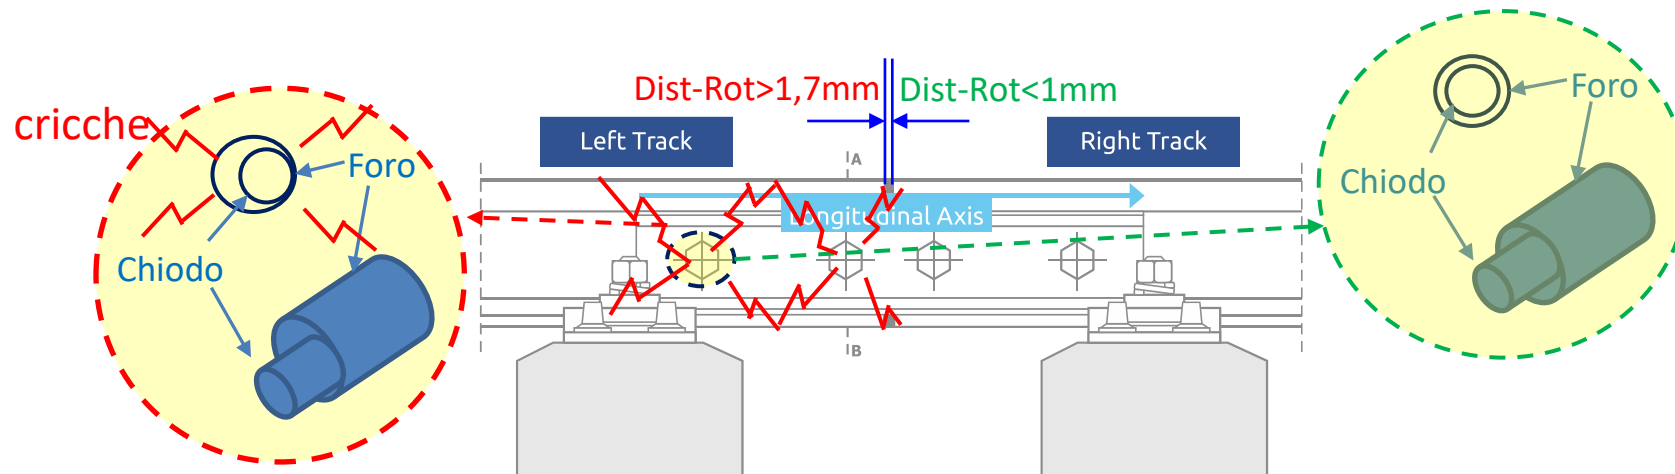 cricche
Foro
Chiodo
Dist-Rot>1,7mm
Dist-Rot<1mm
Left Track
Right Track
A
Longitudinal Axis
B
Foro
Chiodo